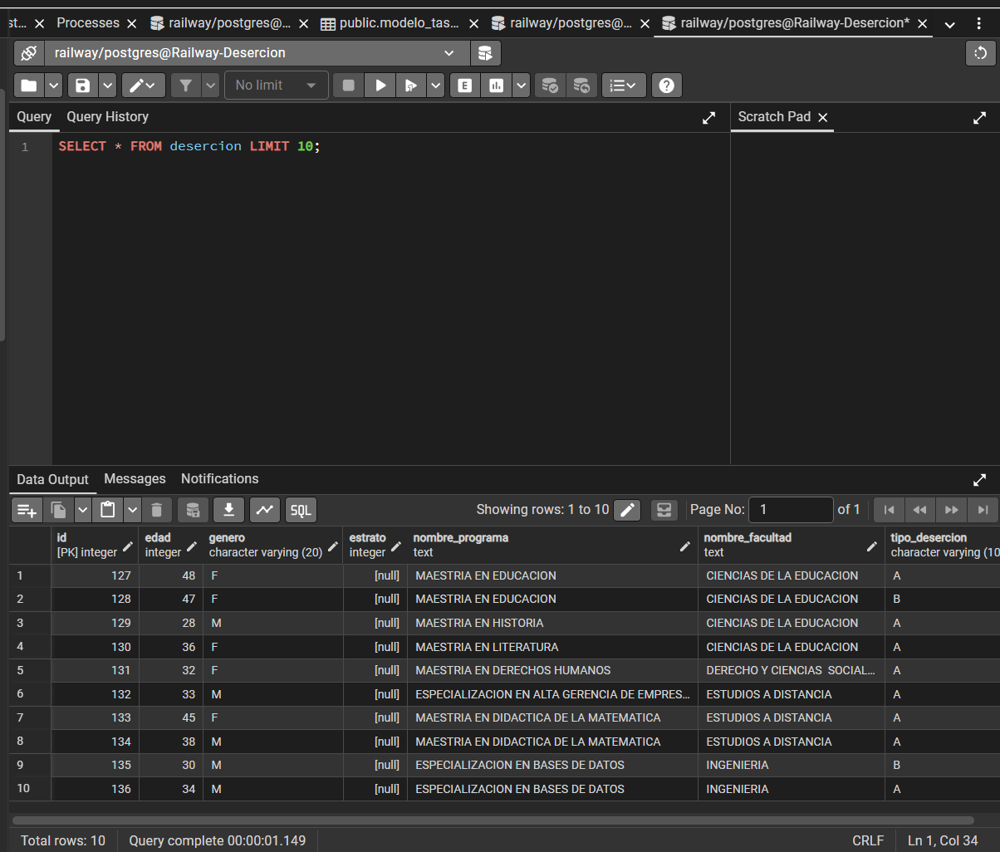 st... Processes railway/postgres@... public.modelo_tas... railway/postgres@... railway/postgres@Railway-Desercion*
railway/postgres@Railway-Desercion
No limit E
Query Query History Scratch Pad
1 SELECT * FROM desercion LIMIT 10;
Data Output Messages Notifications
SQL Showing rows: 1 to 10 Page No: 1 of 1
id edad genero estrato nombre_programa nombre_facultad tipo_desercion
[PK] integer integer character varying (20) integer text text character varying (10
1 127 48 F [null] MAESTRIA EN EDUCACION CIENCIAS DE LA EDUCACION A
2 128 47 F [null] MAESTRIA EN EDUCACION CIENCIAS DE LA EDUCACION B
3 129 28 M [null] MAESTRIA EN HISTORIA CIENCIAS DE LA EDUCACION A
4 130 36 F [null] MAESTRIA EN LITERATURA CIENCIAS DE LA EDUCACION A
5 131 32 F [null] MAESTRIA EN DERECHOS HUMANOS DERECHO Y CIENCIAS SOCIAL... A
6 132 33 M [null] ESPECIALIZACION EN ALTA GERENCIA DE EMPRES... ESTUDIOS A DISTANCIA A
7 133 45 F [null] MAESTRIA EN DIDACTICA DE LA MATEMATICA ESTUDIOS A DISTANCIA A
8 134 38 M [null] MAESTRIA EN DIDACTICA DE LA MATEMATICA ESTUDIOS A DISTANCIA A
9 135 30 M [null] ESPECIALIZACION EN BASES DE DATOS INGENIERIA B
10 136 34 M [null] ESPECIALIZACION EN BASES DE DATOS INGENIERIA A
Total rows: 10 Query complete 00:00:01.149 CRLF Ln 1, Col 34